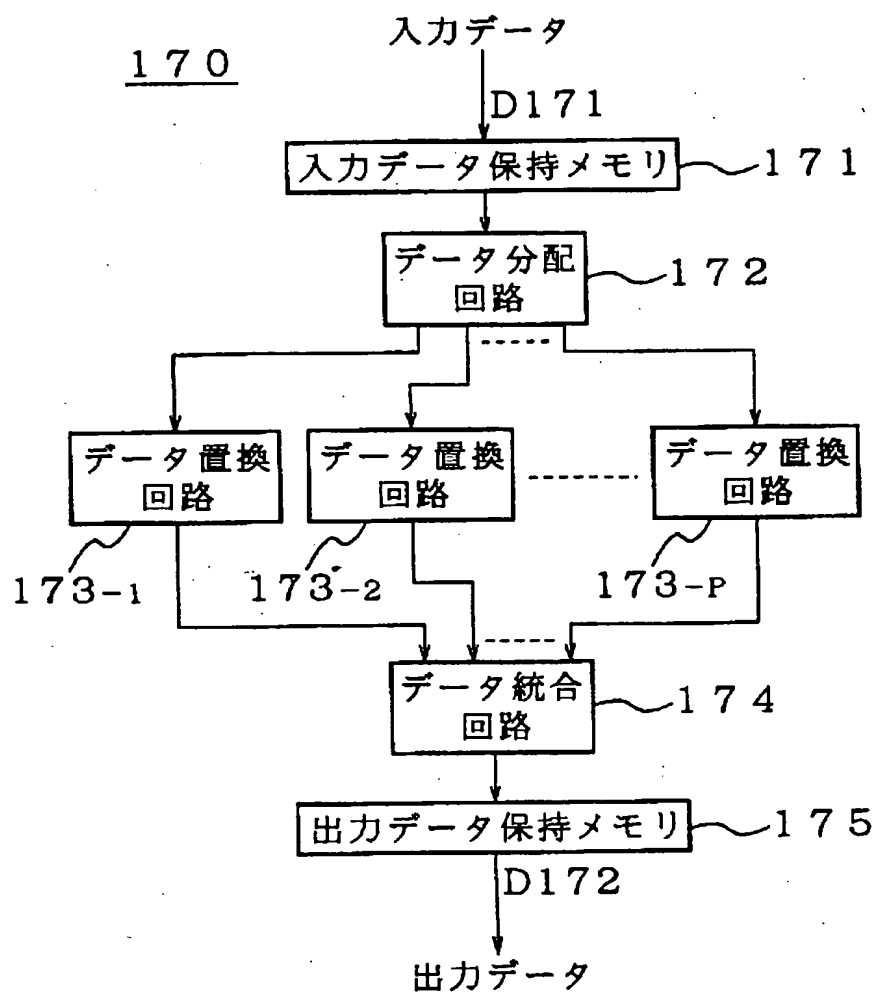 入力データ
170
D171
入力データ保持メモリ
171
データ分配
回路
172
データ置換
回路
データ置換
回路
データ置換
回路
173-1
173-2
173-P
データ統合
回路
174
出力データ保持メモリ
175
D172
出力データ